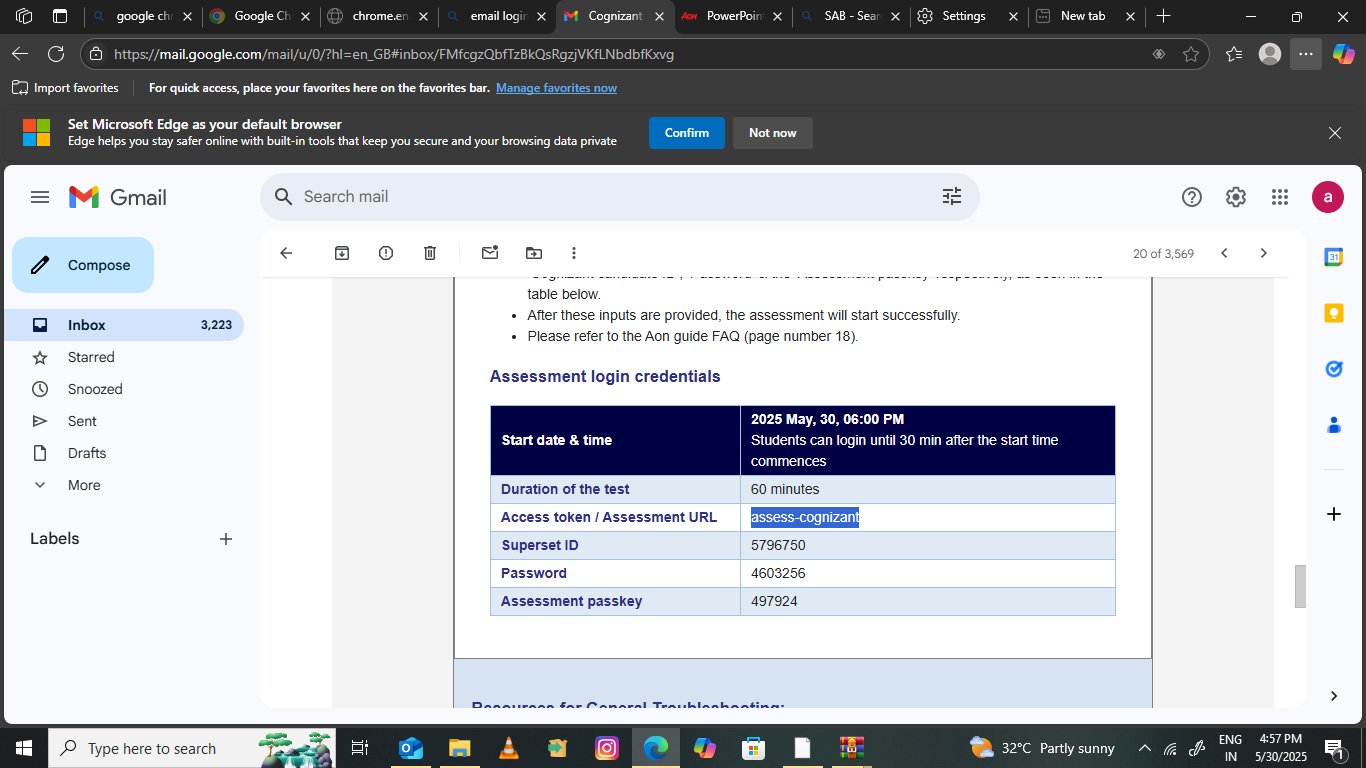 google chr
Google Ch
chrome.en
email login
Cognizant
Aon
PowerPoin
SAB - Sear
Settings
New tab
https://mail.google.com/mail/u/0/?hl=en_GB#inbox/FMfcgzQbfTzBkQsRgzjVKfLNbdbfKxvg
Import favorites
For quick access, place your favorites here on the favorites bar. Manage favorites now
Set Microsoft Edge as your default browser
Edge helps you stay safer online with built-in tools that keep you secure and your browsing data private
Confirm
Not now
Gmail
Search mail
a
Compose
20 of 3,569
Inbox 3,223
Starred
Snoozed
Sent
Drafts
More
Labels
31
table below.
After these inputs are provided, the assessment will start successfully.
Please refer to the Aon guide FAQ (page number 18).
Assessment login credentials
Start date & time
2025 May, 30, 06:00 PM
Students can login until 30 min after the start time
commences
Duration of the test 60 minutes
Access token / Assessment URL assess-cognizant
Superset ID 5796750
Password 4603256
Assessment passkey 497924
Resources for General Troubleshooting:
Type here to search
32°C Partly sunny
ENG
IN
4:57 PM
5/30/2025
1